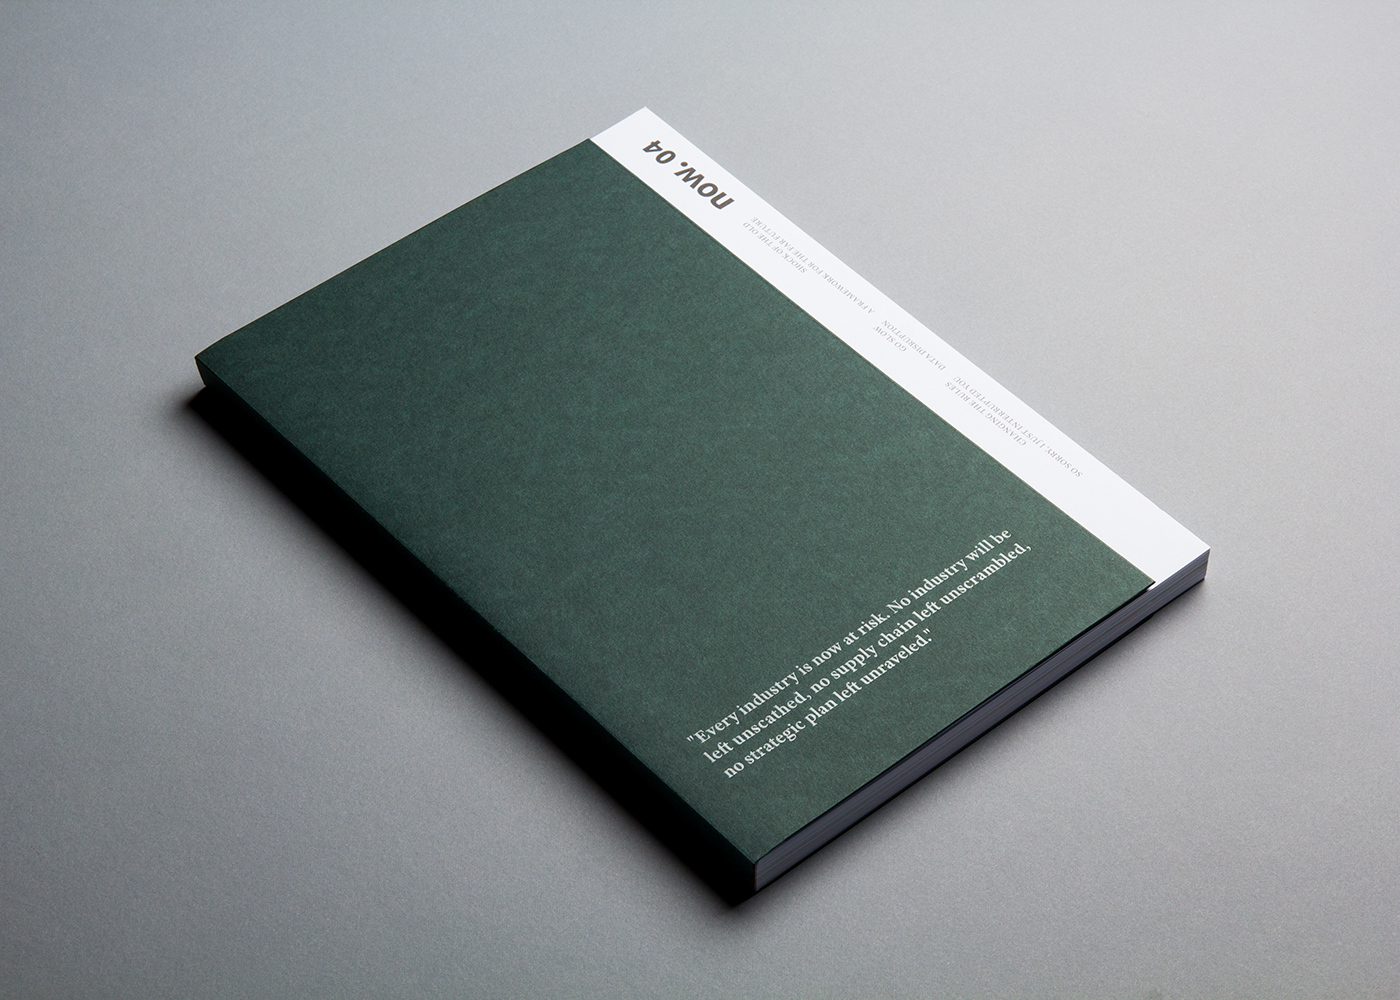 now. 04
SO SORRY, I JUST INTERRUPTED YOU
CHANGING THE RULES
DATA DISRUPTION
GO SLOW
A FRAMEWORK FOR THE FAR FUTURE
SHOCK OF THE OLD
"Every industry is now at risk. No industry will be
left unscathed, no supply chain left unscrambled,
no strategic plan left unraveled."